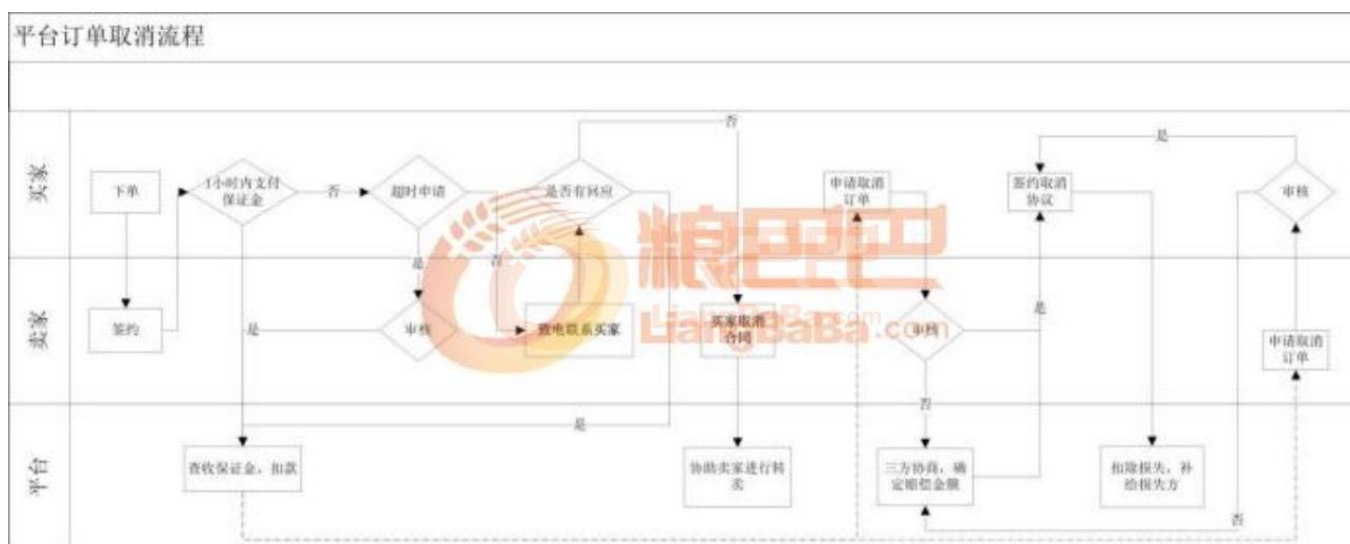 平台订单取消流程
买家
下单
1小时内支付
保证金
否
超时申请
是否有回应
否
申请取消
订单
签约取消
协议
是
审核
卖家
签约
是
审核
是
否
致电联系买家
买家取消
合同
审核
是
申请取消
订单
粮巴巴
LiangBaBa.com
平台
查收保证金，扣款
是
协助卖家进行转
卖
否
三方协商，确
定赔偿金额
扣除损失，补
给损失方
否